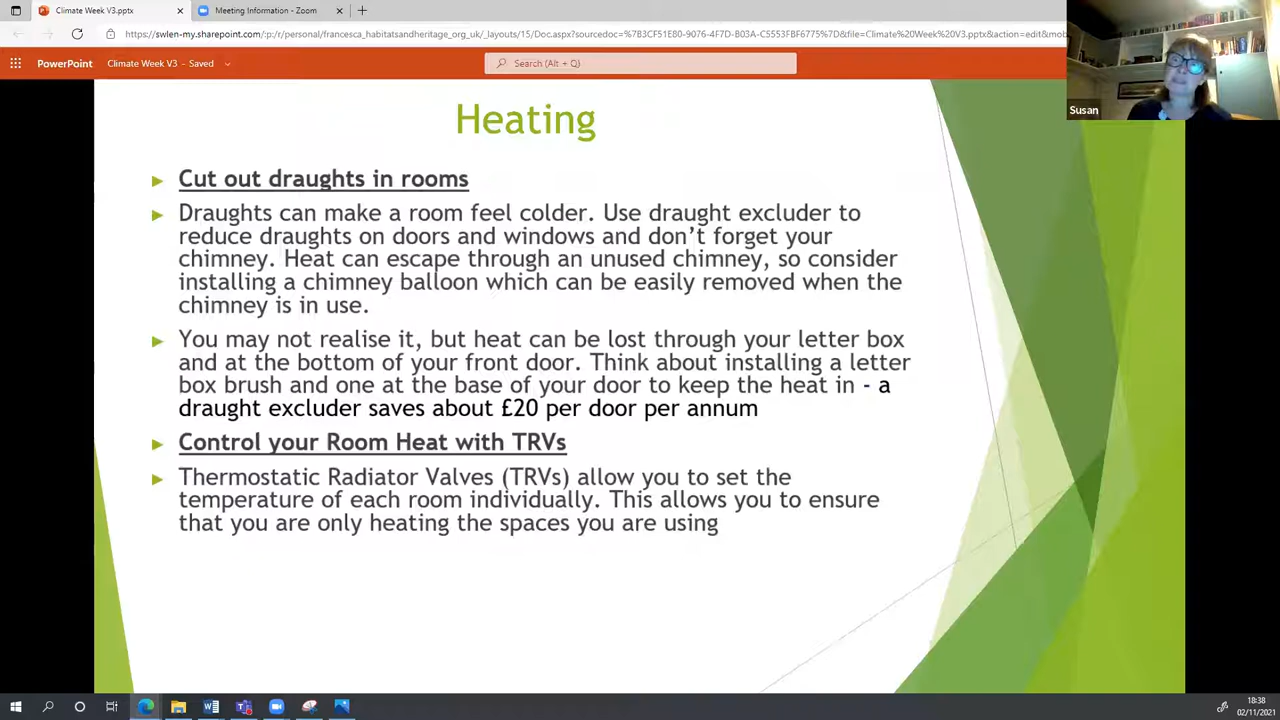 Climate Week V3.pptx
Meeting Information - Zoom
https://swlen-my.sharepoint.com/:p:/r/personal/francesca_habitatsandheritage_org_uk/_layouts/15/Doc.aspx?sourcedoc=%7B3CF51E80-9076-4F7D-B03A-C5553FBF6775%7D&file=Climate%20Week%20V3.pptx&action=edit&mob
PowerPoint
Climate Week V3 - Saved
Search (Alt + Q)
Susan
Heating
Cut out draughts in rooms
Draughts can make a room feel colder. Use draught excluder to
reduce draughts on doors and windows and don’t forget your
chimney. Heat can escape through an unused chimney, so consider
installing a chimney balloon which can be easily removed when the
chimney is in use.
You may not realise it, but heat can be lost through your letter box
and at the bottom of your front door. Think about installing a letter
box brush and one at the base of your door to keep the heat in - a
draught excluder saves about £20 per door per annum
Control your Room Heat with TRVs
Thermostatic Radiator Valves (TRVs) allow you to set the
temperature of each room individually. This allows you to ensure
that you are only heating the spaces you are using
18:38
02/11/2021